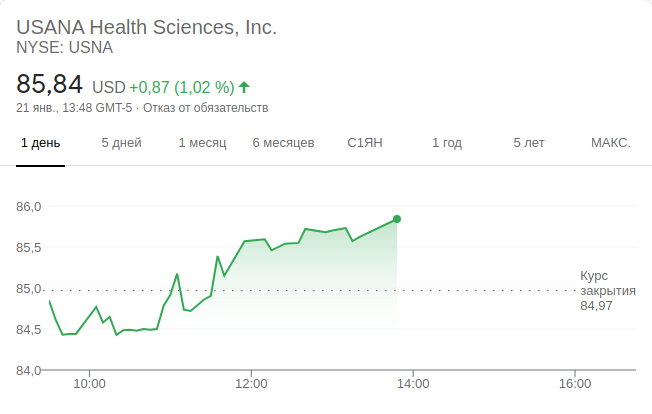 USANA Health Sciences, Inc.
NYSE: USNA
85,84 USD +0,87 (1,02 %)
21 янв., 13:48 GMT-5 · Отказ от обязательств
1 день 5 дней 1 месяц 6 месяцев С1ЯН 1 год 5 лет МАКС.
86,0
85,5
85,0
84,5
84,0
Курс
закрытия
84,97
10:00 12:00 14:00 16:00